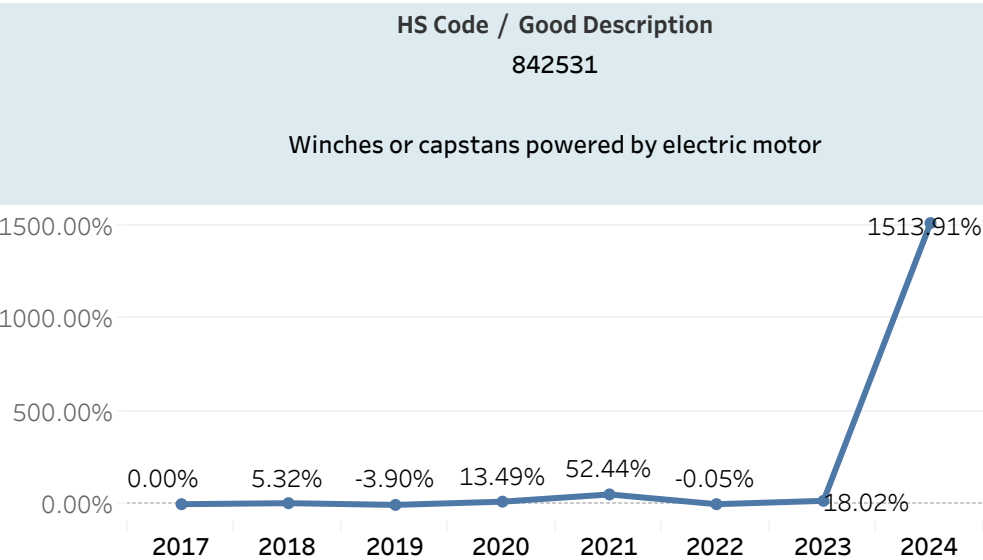 HS Code / Good Description
842531
Winches or capstans powered by electric motor
1500.00%
1513.91%
1000.00%
500.00%
0.00% 5.32% -3.90% 13.49% 52.44% -0.05%
0.00%
18.02%
2017 2018 2019 2020 2021 2022 2023 2024